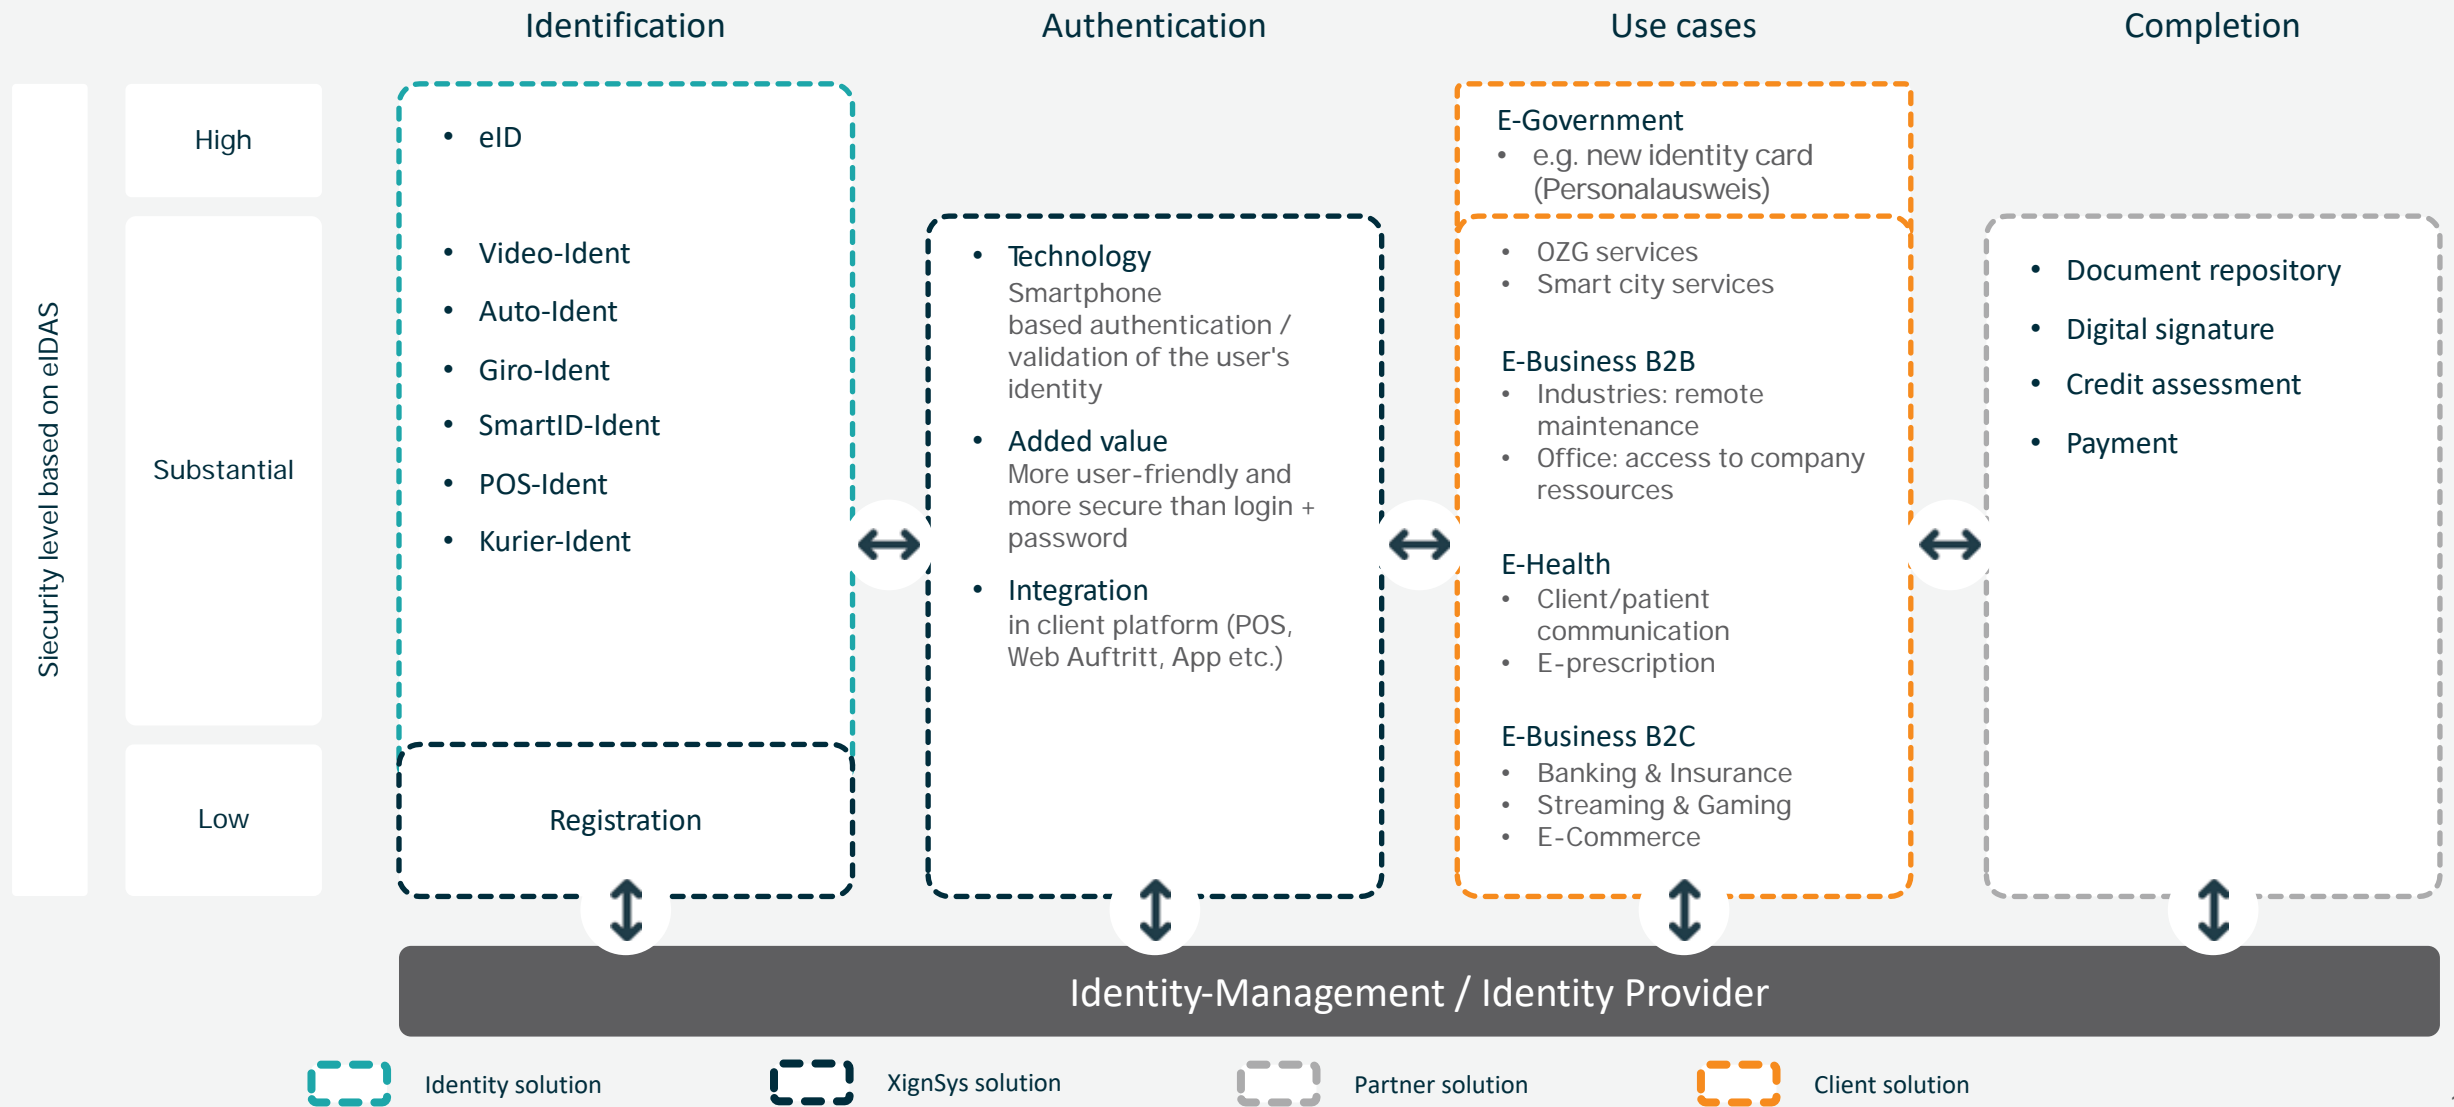 Identification
Authentication
Use cases
Completion
Siecurity level based on eIDAS
High
Substantial
Low
• eID
• Video-Ident
• Auto-Ident
• Giro-Ident
• SmartID-Ident
• POS-Ident
• Kurier-Ident
Registration
• Technology
Smartphone
based authentication /
validation of the user's
identity
• Added value
More user-friendly and
more secure than login +
password
• Integration
in client platform (POS,
Web Auftritt, App etc.)
E-Government
• e.g. new identity card
(Personalausweis)
• OZG services
• Smart city services
E-Business B2B
• Industries: remote
maintenance
• Office: access to company
ressources
E-Health
• Client/patient
communication
• E-prescription
E-Business B2C
• Banking & Insurance
• Streaming & Gaming
• E-Commerce
• Document repository
• Digital signature
• Credit assessment
• Payment
Identity-Management / Identity Provider
Identity solution
XignSys solution
Partner solution
Client solution